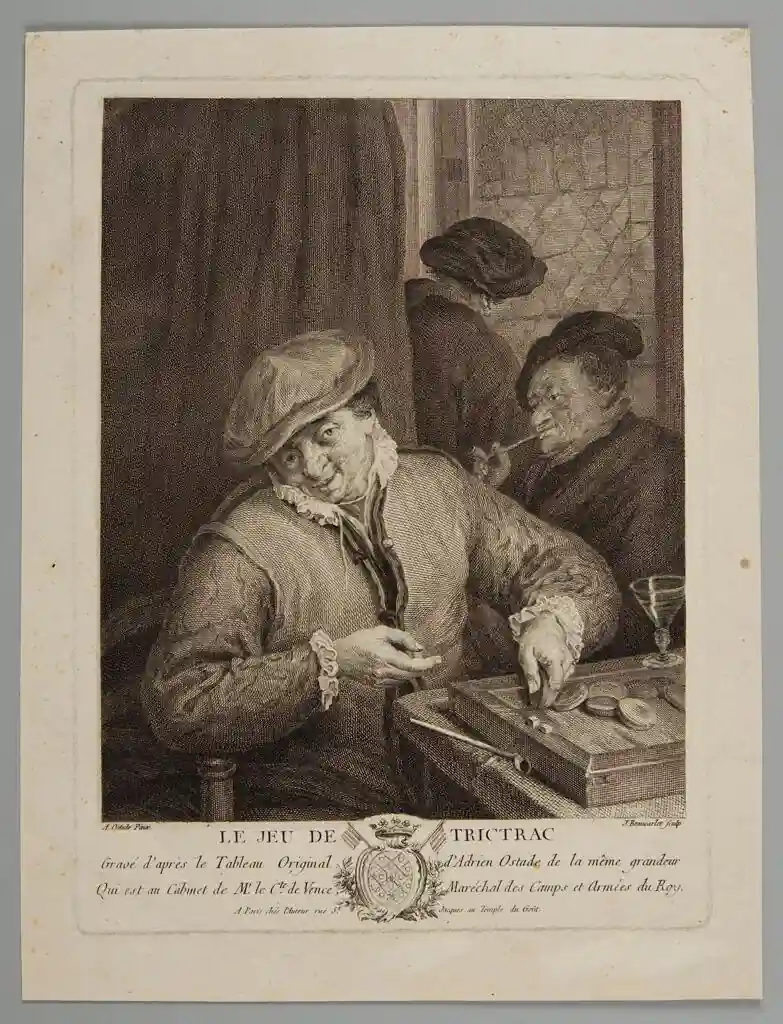 A. Ostade Pinx.
J. Beauvarlet sculp
LE JEU DE TRICTRAC
Gravé d'après le Tableau Original d'Adrien Ostade de la même grandeur
Qui est au Cabinet de Mr. le Cte de Vence Maréchal des Camps et Armées du Roy.
A Paris chés rue St. Jacques au Temple du Goût.